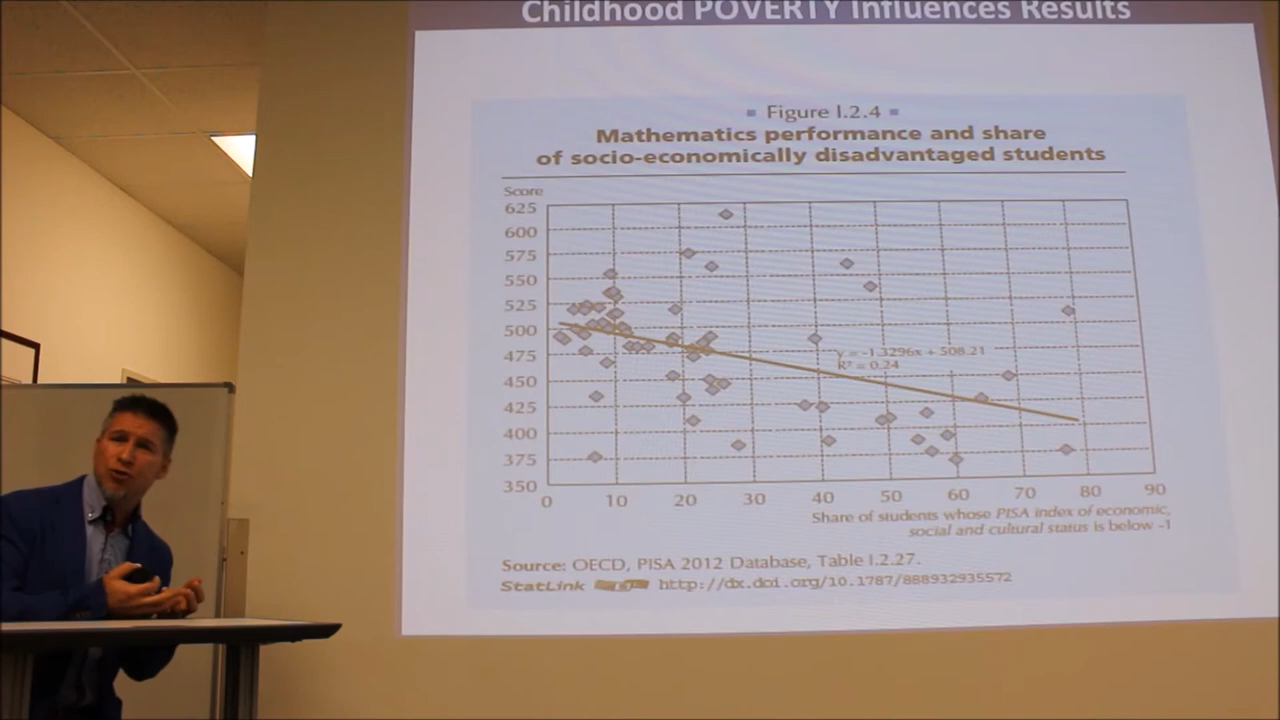 Childhood POVERTY Influences Results
Figure I.2.4
Mathematics performance and share
of socio-economically disadvantaged students
Score
625
600
575
550
525
500
475
450
425
400
375
350
y = -1.3296x + 508.21
R² = 0.24
0 10 20 30 40 50 60 70 80 90
Share of students whose PISA index of economic,
social and cultural status is below -1
Source: OECD, PISA 2012 Database, Table I.2.27.
StatLink http://dx.doi.org/10.1787/888932935572